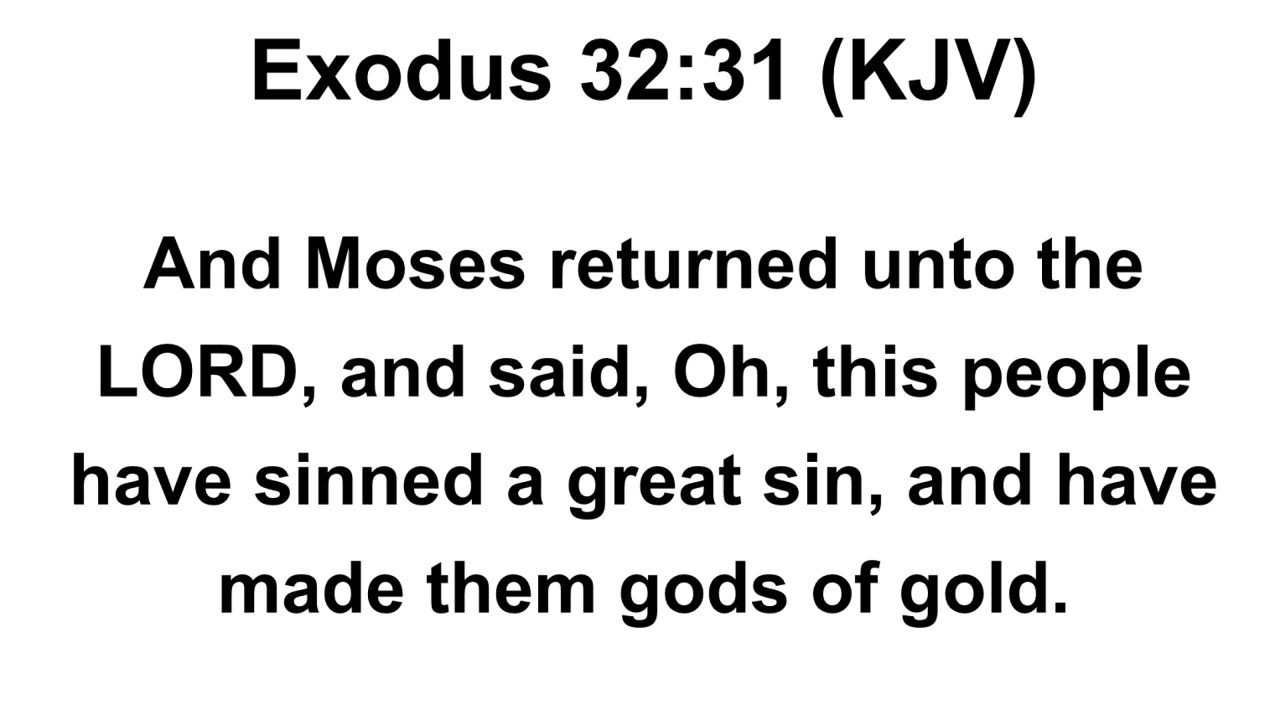 Exodus 32:31 (KJV)
And Moses returned unto the
LORD, and said, Oh, this people
have sinned a great sin, and have
made them gods of gold.